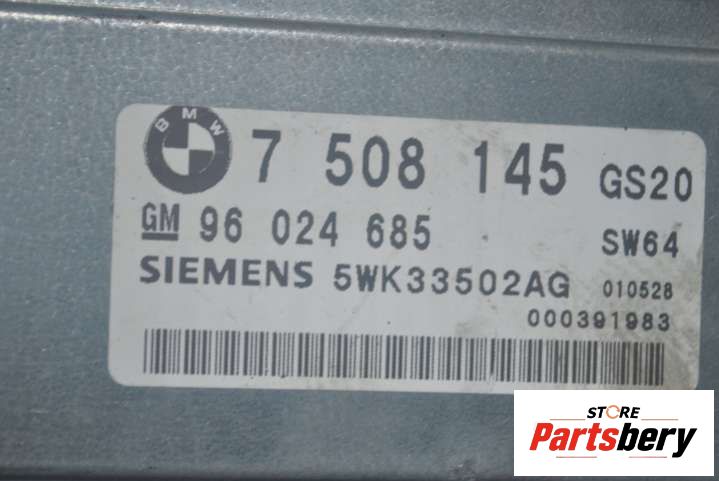 BMW
7 508 145 GS20
GM 96 024 685 SW64
SIEMENS 5WK33502AG 010528
000391983
STORE
Partsbery